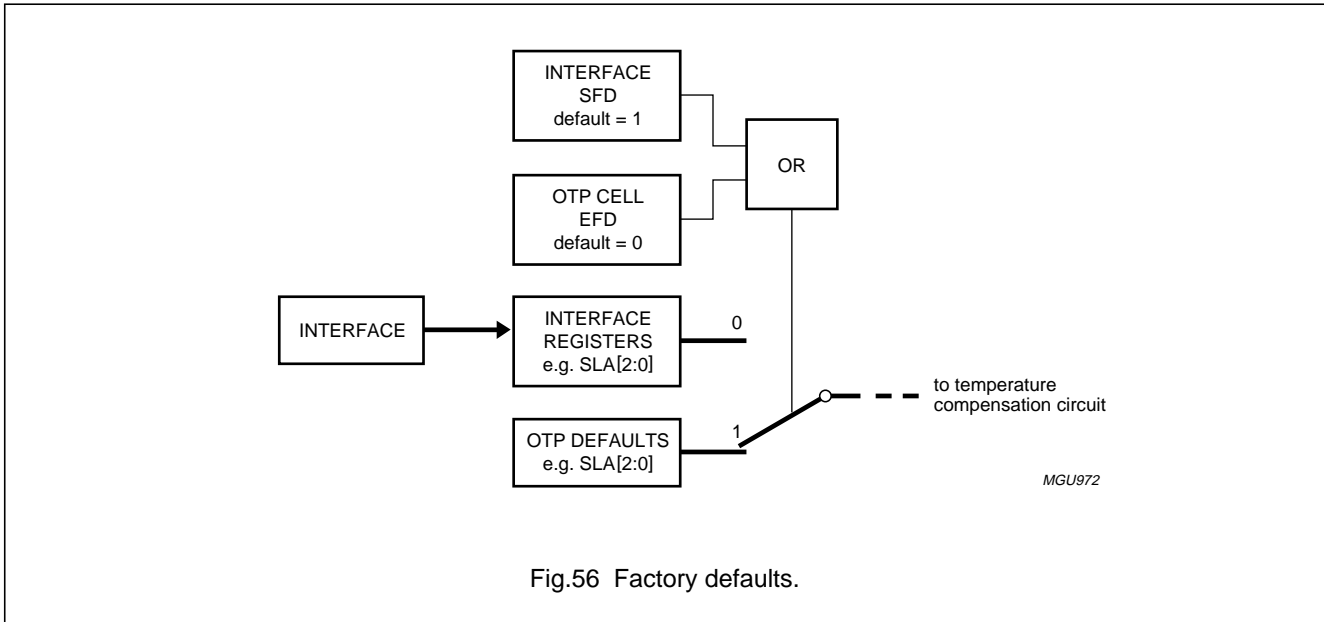 INTERFACE
SFD
default = 1
OR
OTP CELL
EFD
default = 0
INTERFACE
INTERFACE
REGISTERS
e.g. SLA[2:0]
0
to temperature
compensation circuit
OTP DEFAULTS
e.g. SLA[2:0]
1
MGU972
Fig.56 Factory defaults.